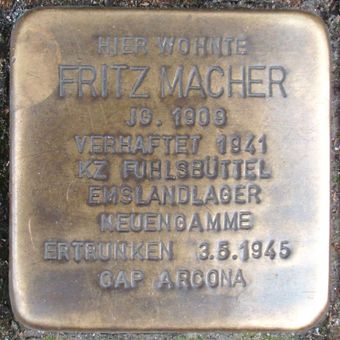 HIER WOHNTE
FRITZ MACHER
JG. 1909
VERHAFTET 1941
KZ FUHLSBÜTTEL
EMSLANDLAGER
NEUENGAMME
ERTRUNKEN 3.5.1945
CAP ARCONA